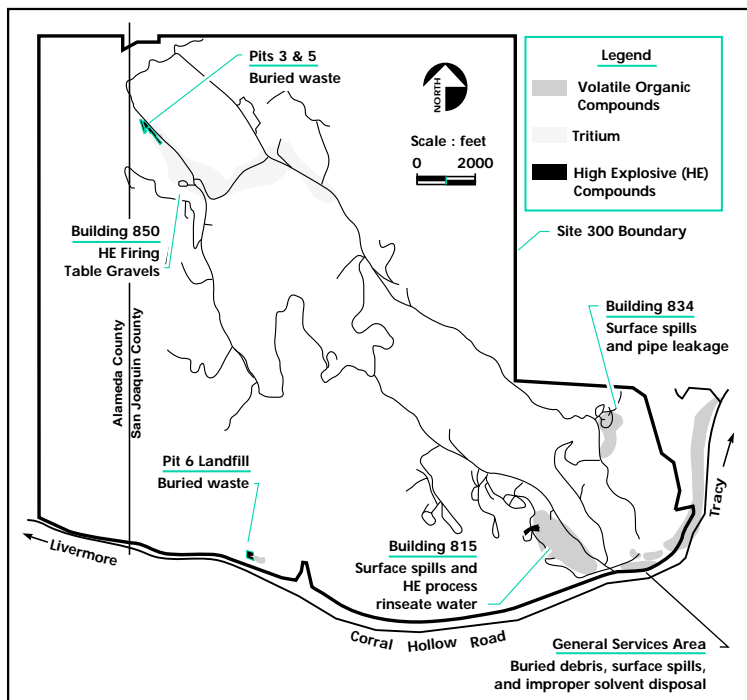 Pits 3 & 5
Buried waste
NORTH
Scale : feet
0 2000
Legend
Volatile Organic
Compounds
Tritium
High Explosive (HE)
Compounds
Site 300 Boundary
Building 850
HE Firing
Table Gravels
Building 834
Surface spills
and pipe leakage
Alameda County
San Joaquin County
Tracy
Pit 6 Landfill
Buried waste
Livermore
Building 815
Surface spills and
HE process
rinseate water
Corral Hollow Road
General Services Area
Buried debris, surface spills,
and improper solvent disposal